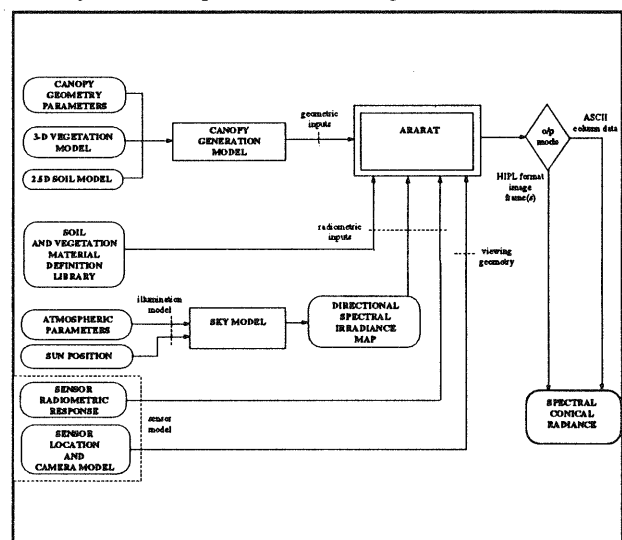 CANOPY
GEOMETRY
PARAMETERS
3-D VEGETATION
MODEL
2.5D SOIL MODEL
CANOPY
GENERATION
MODEL
geometric
inputs
ARARAT
o/p
mode
ASCII
column data
HIPL format
image
frame(s)
SOIL
AND VEGETATION
MATERIAL
DEFINITION
LIBRARY
radiometric
inputs
viewing
geometry
illumination
model
ATMOSPHERIC
PARAMETERS
SUN POSITION
SKY MODEL
DIRECTIONAL
SPECTRAL
IRRADIANCE
MAP
SENSOR
RADIOMETRIC
RESPONSE
sensor
model
SENSOR
LOCATION
AND
CAMERA MODEL
SPECTRAL
CONICAL
RADIANCE